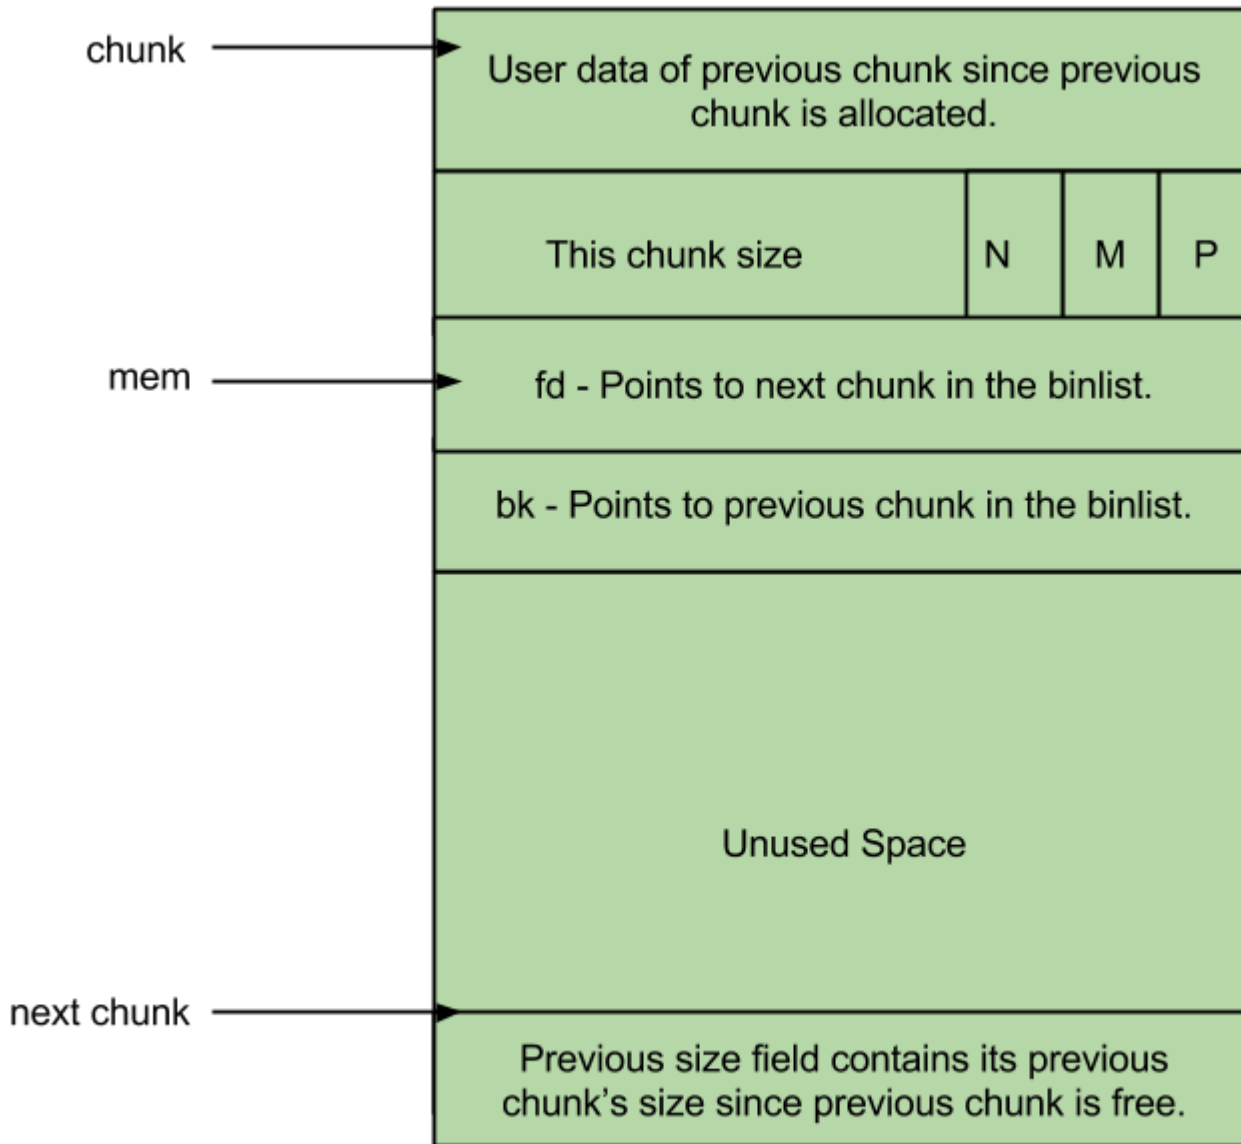 chunk
User data of previous chunk since previous
chunk is allocated.
This chunk size
N
M
P
mem
fd - Points to next chunk in the binlist.
bk - Points to previous chunk in the binlist.
Unused Space
next chunk
Previous size field contains its previous
chunk’s size since previous chunk is free.